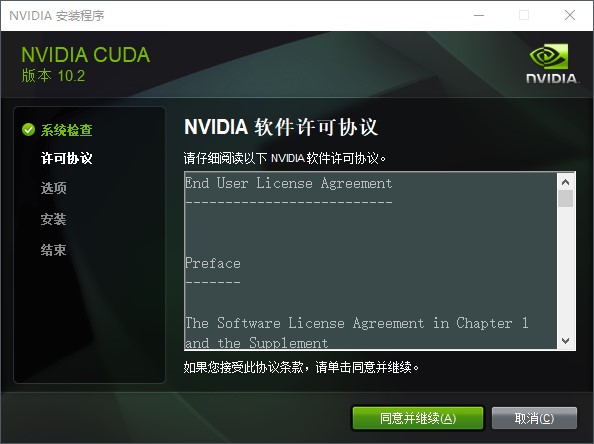 NVIDIA 安装程序
NVIDIA CUDA
版本 10.2
NVIDIA.
系统检查
许可协议
选项
安装
结束
NVIDIA 软件许可协议
请仔细阅读以下 NVIDIA 软件许可协议。
End User License Agreement
--------------------------
Preface
-------
The Software License Agreement in Chapter 1
and the Supplement
如果您接受此协议条款，请单击同意并继续。
同意并继续(A)
取消(C)